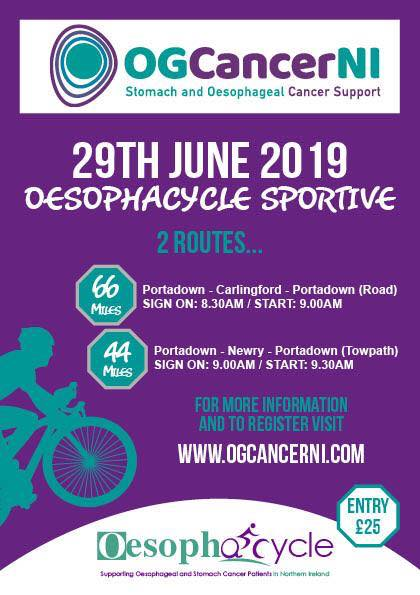 OGCancerNI
Stomach and Oesophageal Cancer Support
29TH JUNE 2019
OESOPHACYCLE SPORTIVE
2 ROUTES...
66
MILES
Portadown - Carlingford - Portadown (Road)
SIGN ON: 8.30AM / START: 9.00AM
44
MILES
Portadown - Newry - Portadown (Towpath)
SIGN ON: 9.00AM / START: 9.30AM
FOR MORE INFORMATION
AND TO REGISTER VISIT
WWW.OGCANCERNI.COM
ENTRY
£25
Oesophacycle
Supporting Oesophageal and Stomach Cancer Patients in Northern Ireland